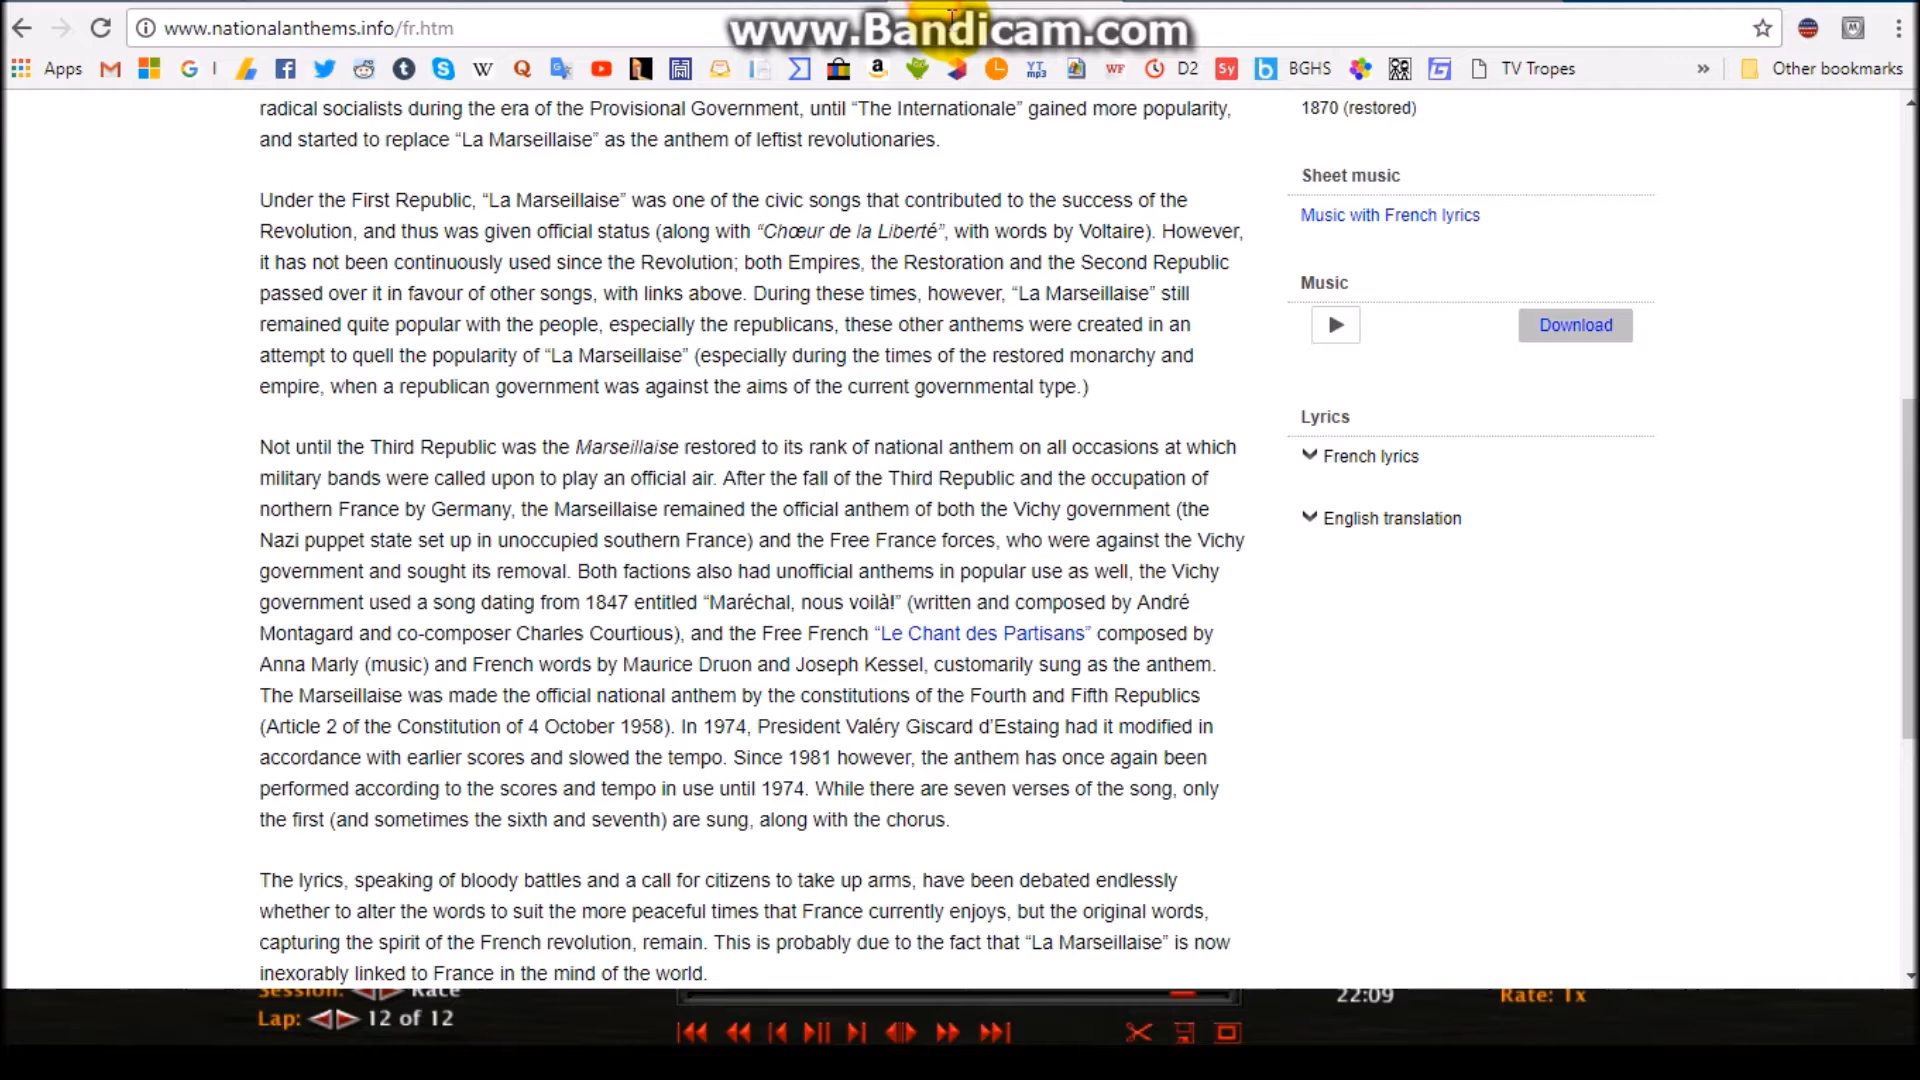 www.nationalanthems.info/fr.htm
www.Bandicam.com
Apps
D2
BGHS
TV Tropes
»
Other bookmarks
radical socialists during the era of the Provisional Government, until “The Internationale” gained more popularity,
and started to replace “La Marseillaise” as the anthem of leftist revolutionaries.
Under the First Republic, “La Marseillaise” was one of the civic songs that contributed to the success of the
Revolution, and thus was given official status (along with “Chœur de la Liberté”, with words by Voltaire). However,
it has not been continuously used since the Revolution; both Empires, the Restoration and the Second Republic
passed over it in favour of other songs, with links above. During these times, however, “La Marseillaise” still
remained quite popular with the people, especially the republicans, these other anthems were created in an
attempt to quell the popularity of “La Marseillaise” (especially during the times of the restored monarchy and
empire, when a republican government was against the aims of the current governmental type.)
Not until the Third Republic was the Marseillaise restored to its rank of national anthem on all occasions at which
military bands were called upon to play an official air. After the fall of the Third Republic and the occupation of
northern France by Germany, the Marseillaise remained the official anthem of both the Vichy government (the
Nazi puppet state set up in unoccupied southern France) and the Free France forces, who were against the Vichy
government and sought its removal. Both factions also had unofficial anthems in popular use as well, the Vichy
government used a song dating from 1847 entitled “Maréchal, nous voilà!” (written and composed by André
Montagard and co-composer Charles Courtious), and the Free French “Le Chant des Partisans” composed by
Anna Marly (music) and French words by Maurice Druon and Joseph Kessel, customarily sung as the anthem.
The Marseillaise was made the official national anthem by the constitutions of the Fourth and Fifth Republics
(Article 2 of the Constitution of 4 October 1958). In 1974, President Valéry Giscard d’Estaing had it modified in
accordance with earlier scores and slowed the tempo. Since 1981 however, the anthem has once again been
performed according to the scores and tempo in use until 1974. While there are seven verses of the song, only
the first (and sometimes the sixth and seventh) are sung, along with the chorus.
The lyrics, speaking of bloody battles and a call for citizens to take up arms, have been debated endlessly
whether to alter the words to suit the more peaceful times that France currently enjoys, but the original words,
capturing the spirit of the French revolution, remain. This is probably due to the fact that “La Marseillaise” is now
inexorably linked to France in the mind of the world.
1870 (restored)
Sheet music
Music with French lyrics
Music
Download
Lyrics
French lyrics
English translation
Session: Race
Lap: 12 of 12
22:09
Rate: 1x